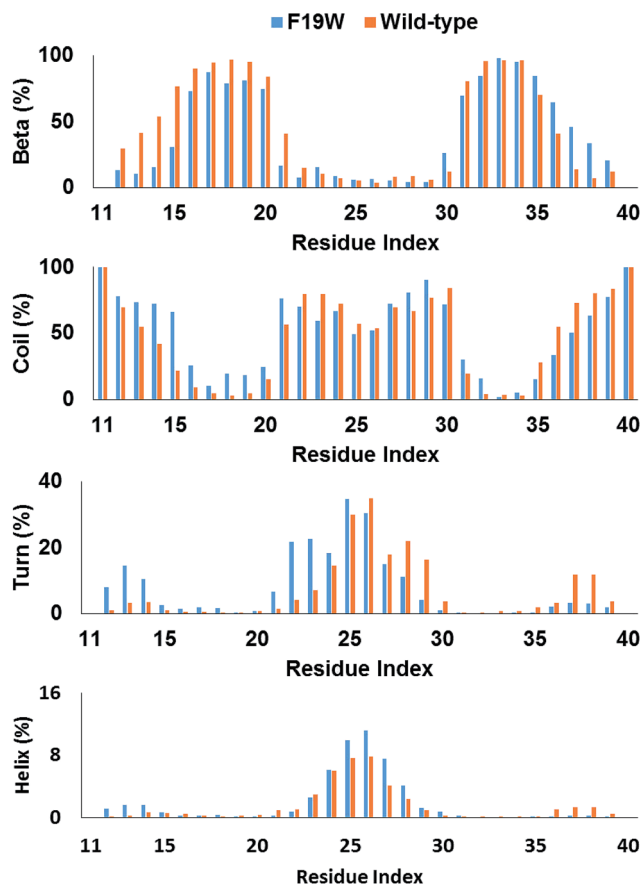 F19W Wild-type
100
50
0
Beta (%)
11 15 20 25 30 35 40
Residue Index
100
50
0
Coil (%)
11 15 20 25 30 35 40
Residue Index
40
20
0
Turn (%)
11 15 20 25 30 35 40
Residue Index
16
8
0
Helix (%)
11 15 20 25 30 35 40
Residue Index